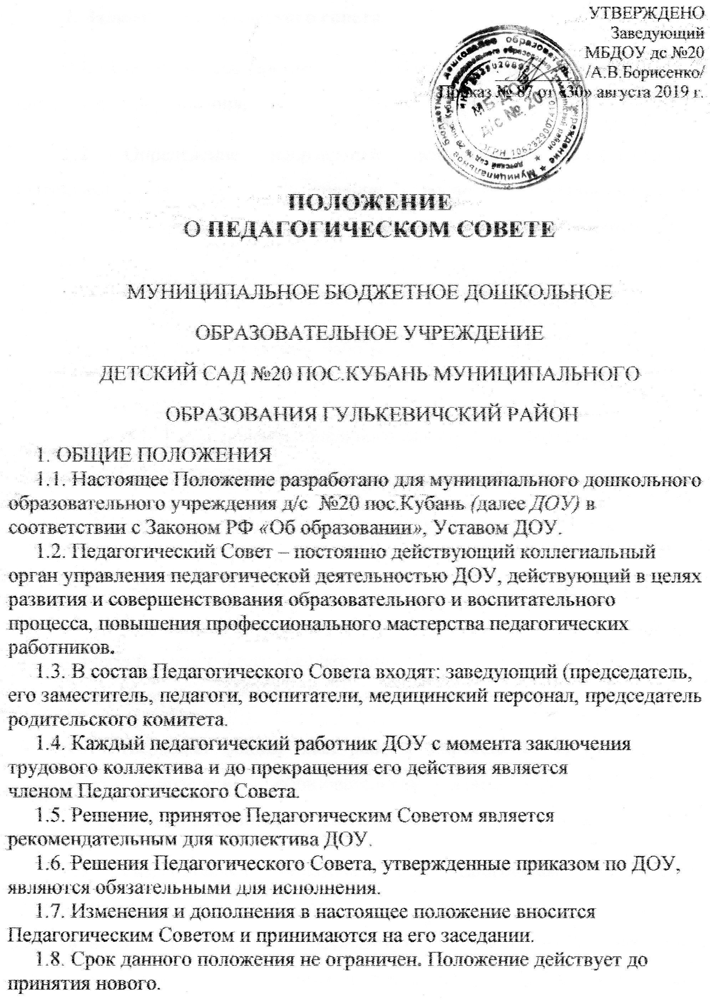 УТВЕРЖДЕНО
Заведующий
МБДОУ дс №20
/А.В.Борисенко/
Приказ № 87 от «30» августа 2019 г.
МБДОУ
д/с № 20
ПОЛОЖЕНИЕ
О ПЕДАГОГИЧЕСКОМ СОВЕТЕ
МУНИЦИПАЛЬНОЕ БЮДЖЕТНОЕ ДОШКОЛЬНОЕ
ОБРАЗОВАТЕЛЬНОЕ УЧРЕЖДЕНИЕ
ДЕТСКИЙ САД №20 ПОС.КУБАНЬ МУНИЦИПАЛЬНОГО
ОБРАЗОВАНИЯ ГУЛЬКЕВИЧСКИЙ РАЙОН
1. ОБЩИЕ ПОЛОЖЕНИЯ
1.1. Настоящее Положение разработано для муниципального дошкольного
образовательного учреждения д/с №20 пос.Кубань (далее ДОУ) в
соответствии с Законом РФ «Об образовании», Уставом ДОУ.
1.2. Педагогический Совет – постоянно действующий коллегиальный
орган управления педагогической деятельностью ДОУ, действующий в целях
развития и совершенствования образовательного и воспитательного
процесса, повышения профессионального мастерства педагогических
работников.
1.3. В состав Педагогического Совета входят: заведующий (председатель,
его заместитель, педагоги, воспитатели, медицинский персонал, председатель
родительского комитета.
1.4. Каждый педагогический работник ДОУ с момента заключения
трудового коллектива и до прекращения его действия является
членом Педагогического Совета.
1.5. Решение, принятое Педагогическим Советом является
рекомендательным для коллектива ДОУ.
1.6. Решения Педагогического Совета, утвержденные приказом по ДОУ,
являются обязательными для исполнения.
1.7. Изменения и дополнения в настоящее положение вносится
Педагогическим Советом и принимаются на его заседании.
1.8. Срок данного положения не ограничен. Положение действует до
принятия нового.